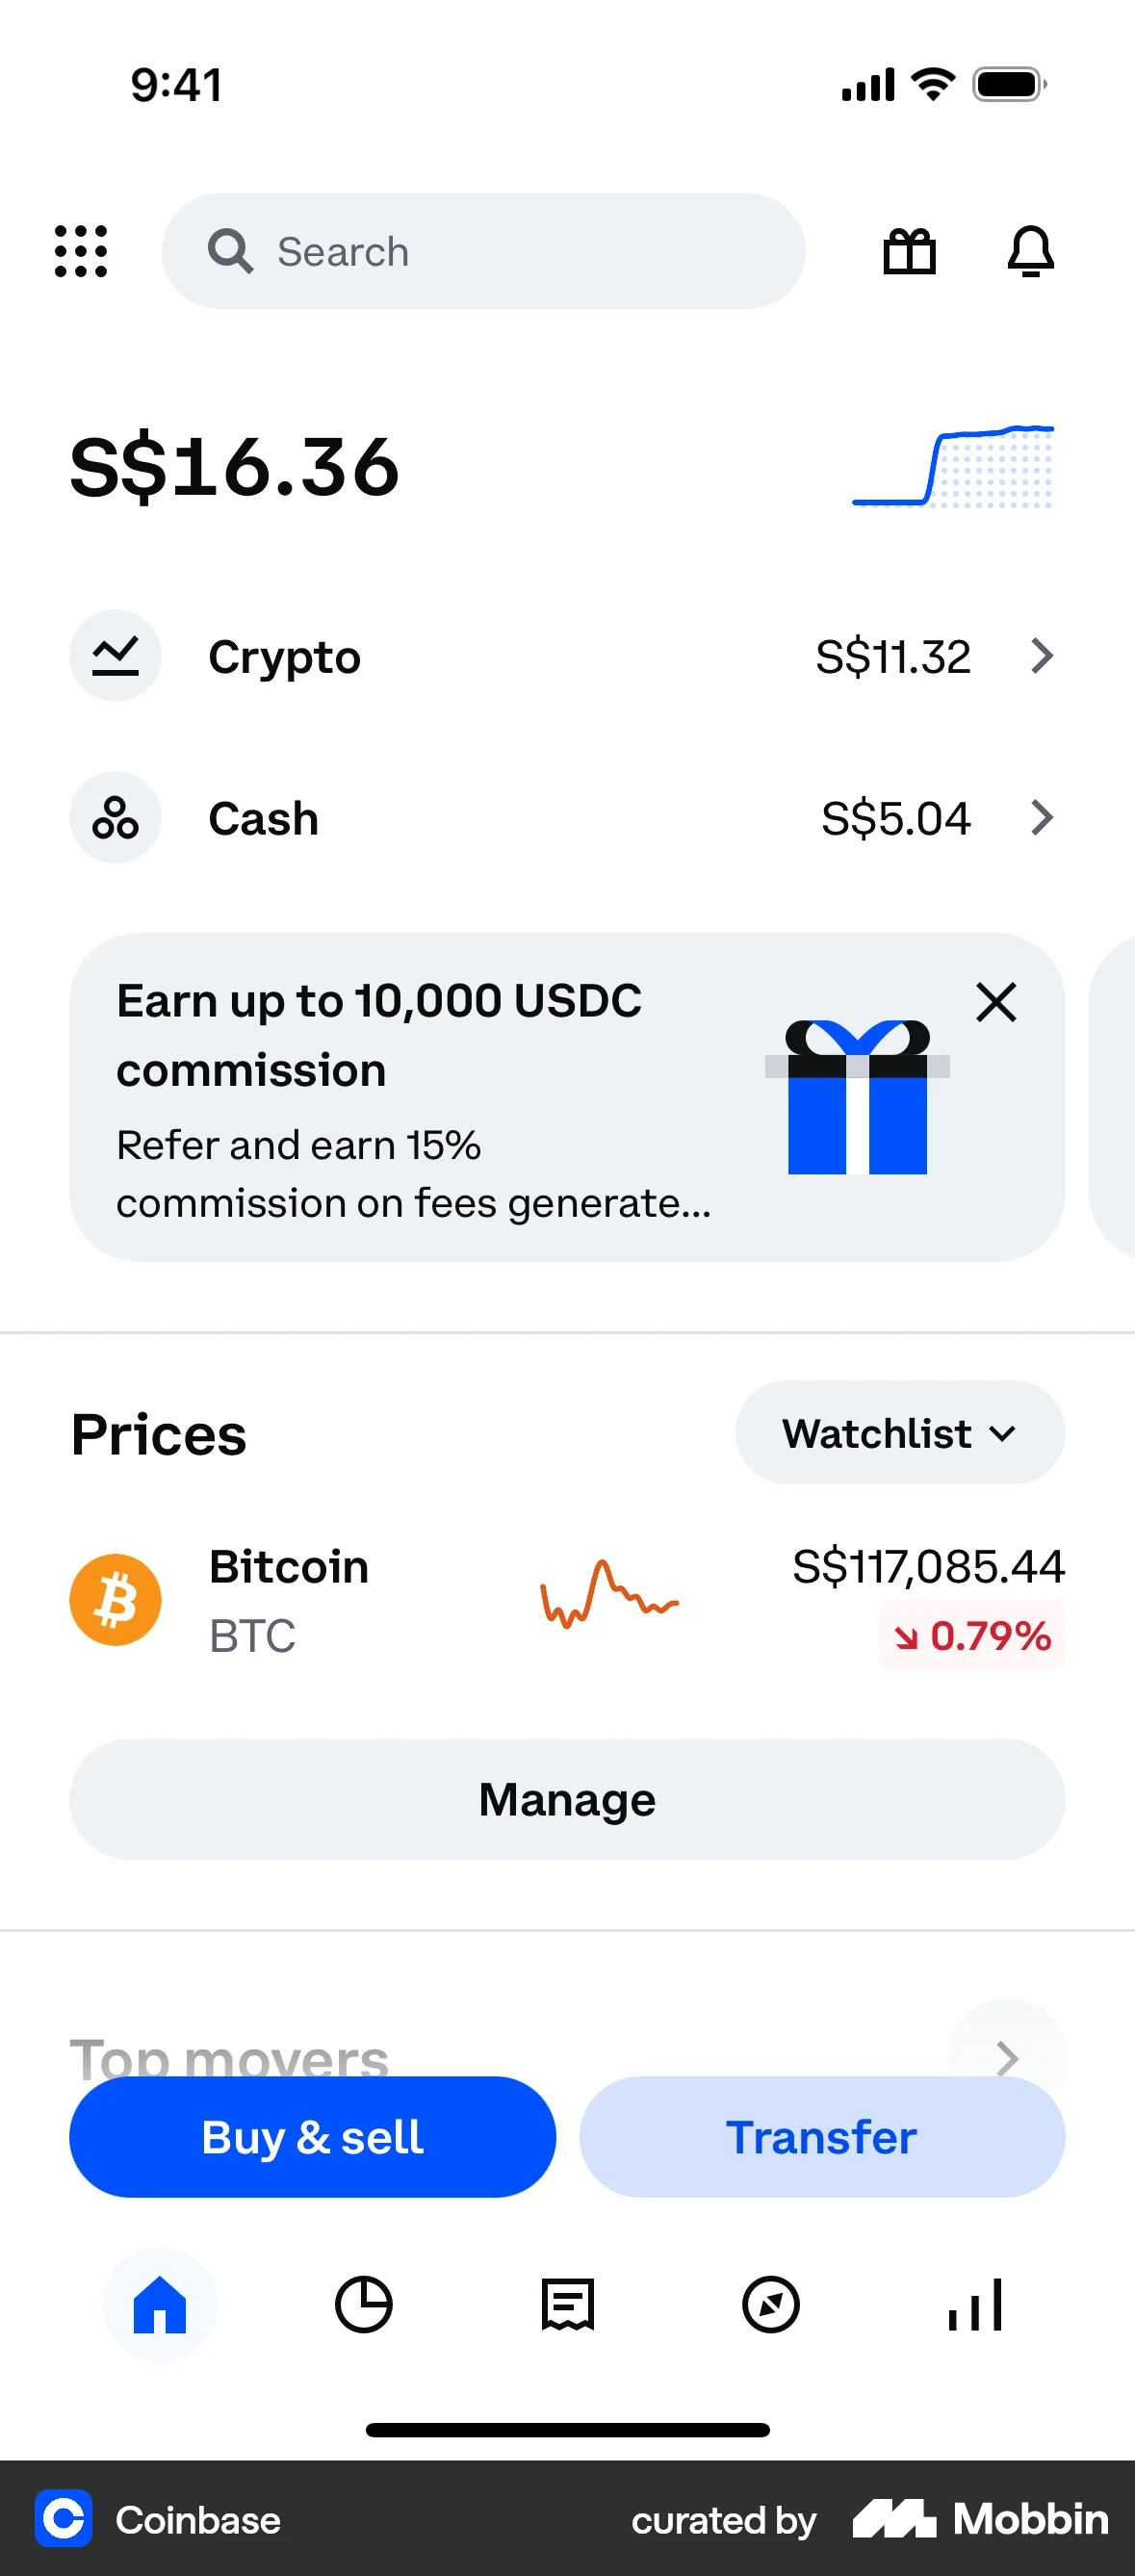 9:41
Search
S$16.36
Crypto S$11.32
Cash S$5.04
Earn up to 10,000 USDC
commission
Refer and earn 15%
commission on fees generate...
Prices Watchlist
Bitcoin S$117,085.44
BTC 0.79%
Manage
Top movers
Buy & sell Transfer
Coinbase curated by Mobbin